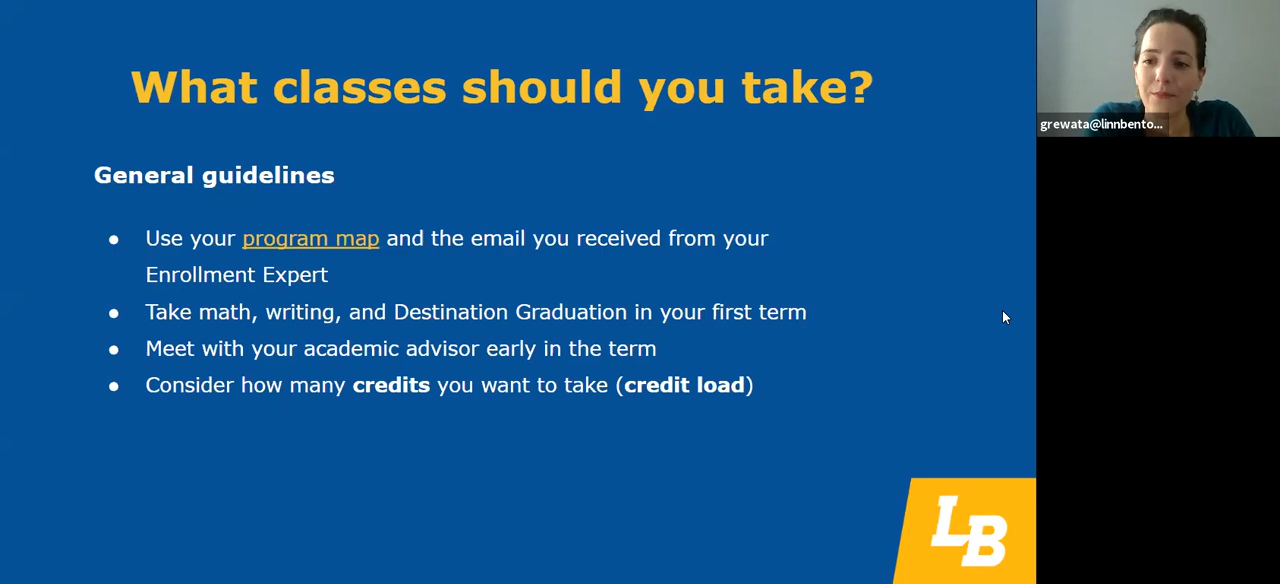 What classes should you take?
grewata@linnbento...
General guidelines
● Use your program map and the email you received from your
Enrollment Expert
● Take math, writing, and Destination Graduation in your first term
● Meet with your academic advisor early in the term
● Consider how many credits you want to take (credit load)
LB